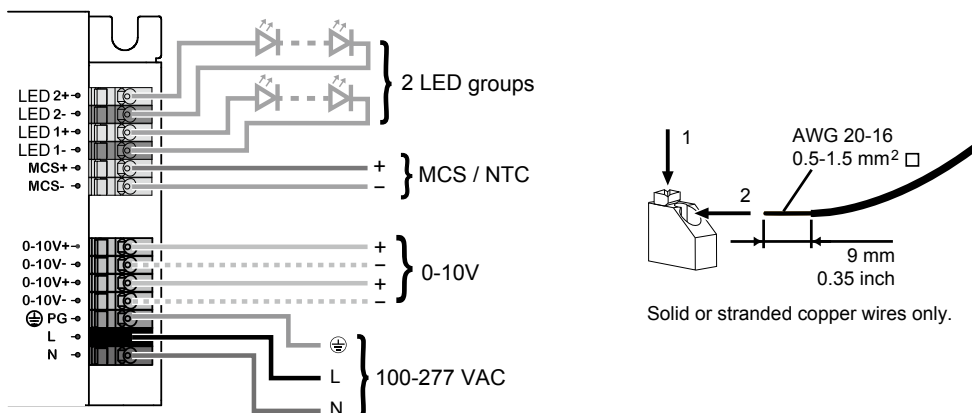 LED 2+
LED 2-
LED 1+
LED 1-
MCS+
MCS-
2 LED groups
+
−
MCS / NTC
0-10V+
0-10V-
0-10V+
0-10V-
PG
L
N
+
−
+
−
0-10V
L
N
100-277 VAC
1
2
AWG 20-16
0.5-1.5 mm²
9 mm
0.35 inch
Solid or stranded copper wires only.